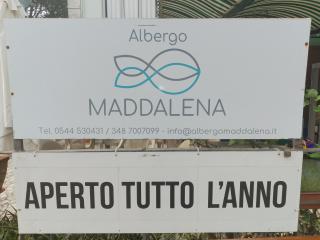 Albergo
MADDALENA
Tel. 0544 530431 / 348 7007099 - info@albergomaddalena.it
APERTO TUTTO L'ANNO